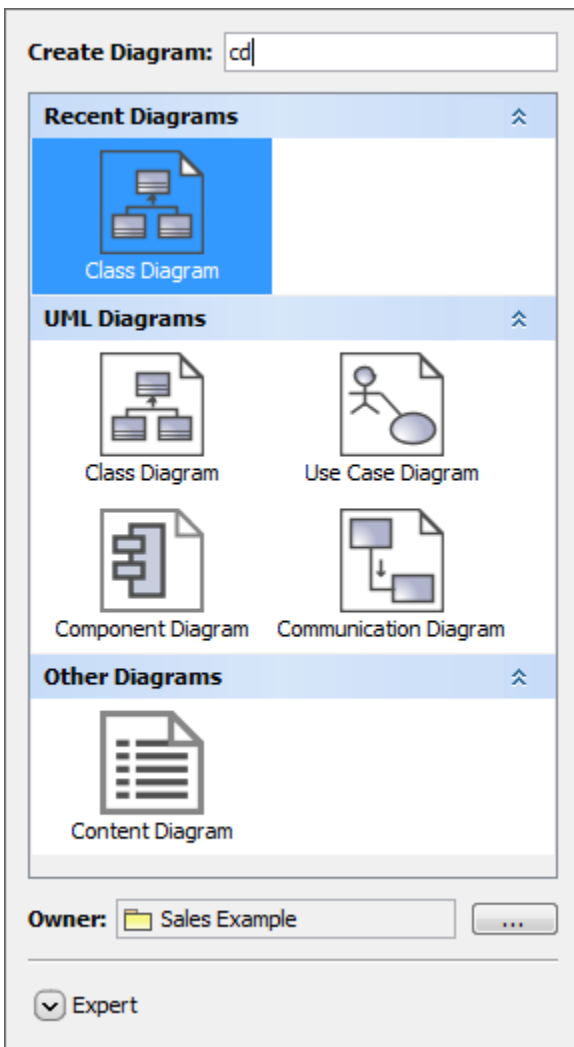 Create Diagram: cd
Recent Diagrams
Class Diagram
UML Diagrams
Class Diagram Use Case Diagram
Component Diagram Communication Diagram
Other Diagrams
Content Diagram
Owner: Sales Example ...
Expert